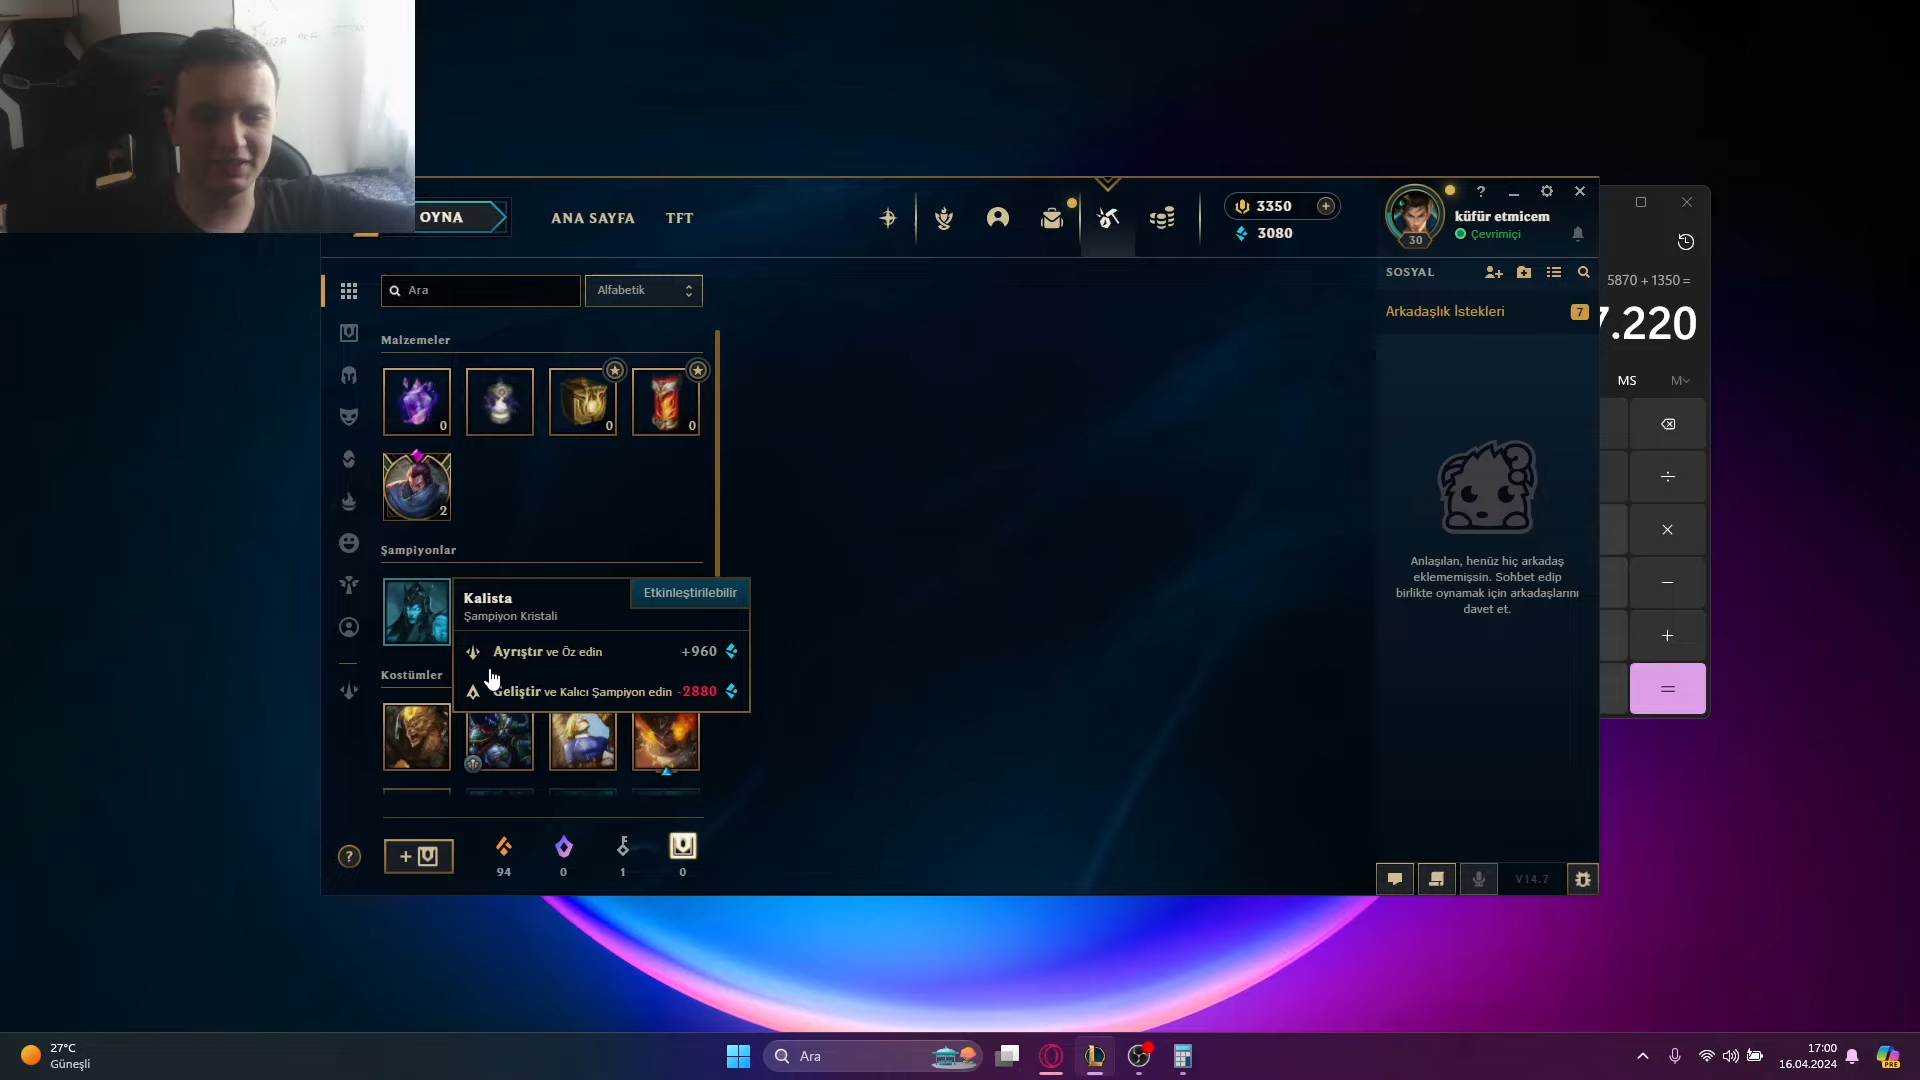 OYNA
ANA SAYFA
TFT
3350
3080
30
küfür etmicem
Çevrimiçi
SOSYAL
Arkadaşlık İstekleri
7
Ara
Alfabetik
Malzemeler
0
0
0
2
Şampiyonlar
Kalista
Etkinleştirilebilir
Şampiyon Kristali
Ayrıştır ve Öz edin
+960
Geliştir ve Kalıcı Şampiyon edin
-2880
Kostümler
94
0
1
0
Anlaşılan, henüz hiç arkadaş
eklememişsin. Sohbet edip
birlikte oynamak için arkadaşlarını
davet et.
V14.7
5870 + 1350 =
7.220
MS
M
27°C
Güneşli
Ara
17:00
16.04.2024
PRE